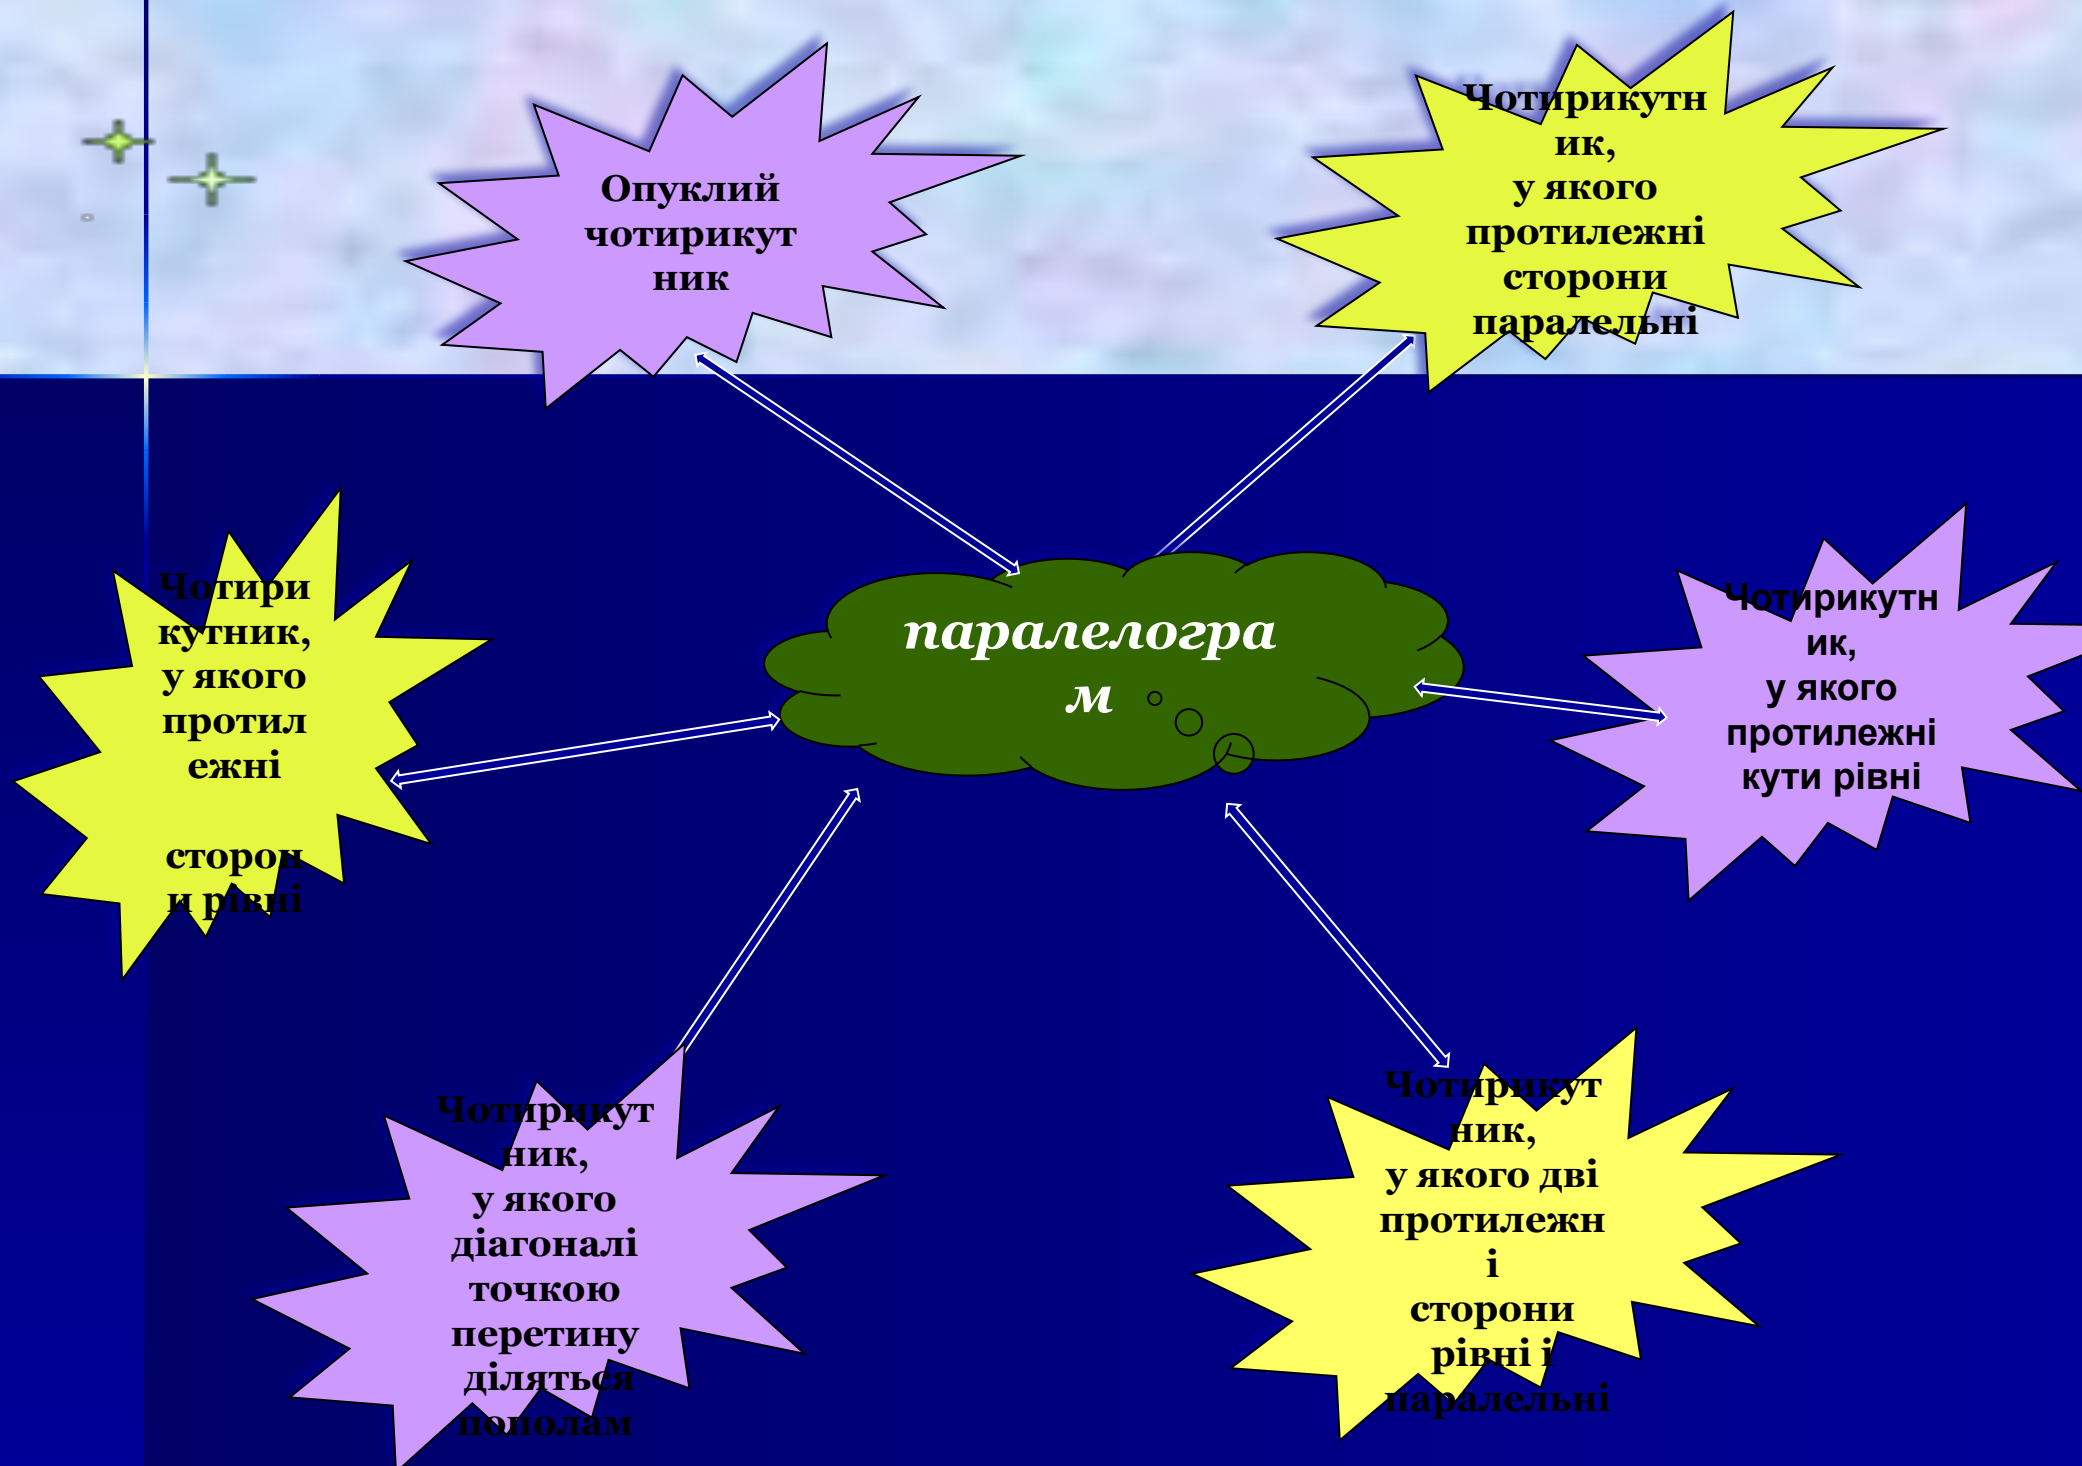 Опуклий
чотирикут
ник
Чотирикутн
ик,
у якого
протилежні
сторони
паралельні
Чотири
кутник,
у якого
протил
ежні
сторон
и рівні
паралелогра
м
Чотирикутн
ик,
у якого
протилежні
кути рівні
Чотирикут
ник,
у якого
діагоналі
точкою
перетину
діляться
пополам
Чотирикут
ник,
у якого дві
протилежн
і
сторони
рівні і
паралельні